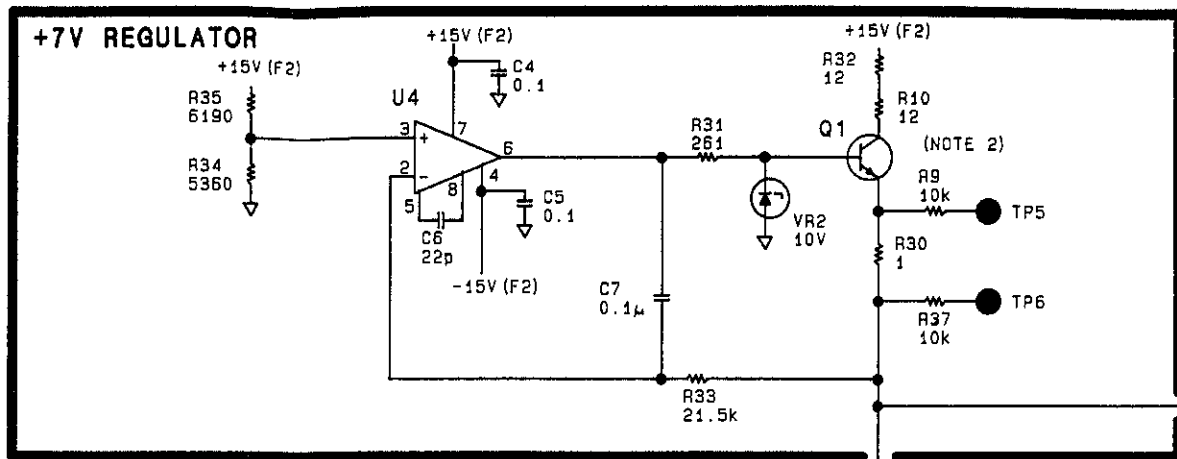 +7V REGULATOR
+15V(F2)
R35
6190
R34
5360
+15V(F2)
C4
0.1
U4
3
+
7
2
-
6
4
8
5
C6
22p
C5
0.1
-15V(F2)
C7
0.1µ
R31
261
VR2
10V
+15V(F2)
R32
12
R10
12
Q1
(NOTE 2)
R9
10k
TP5
R30
1
TP6
R37
10k
R33
21.5k